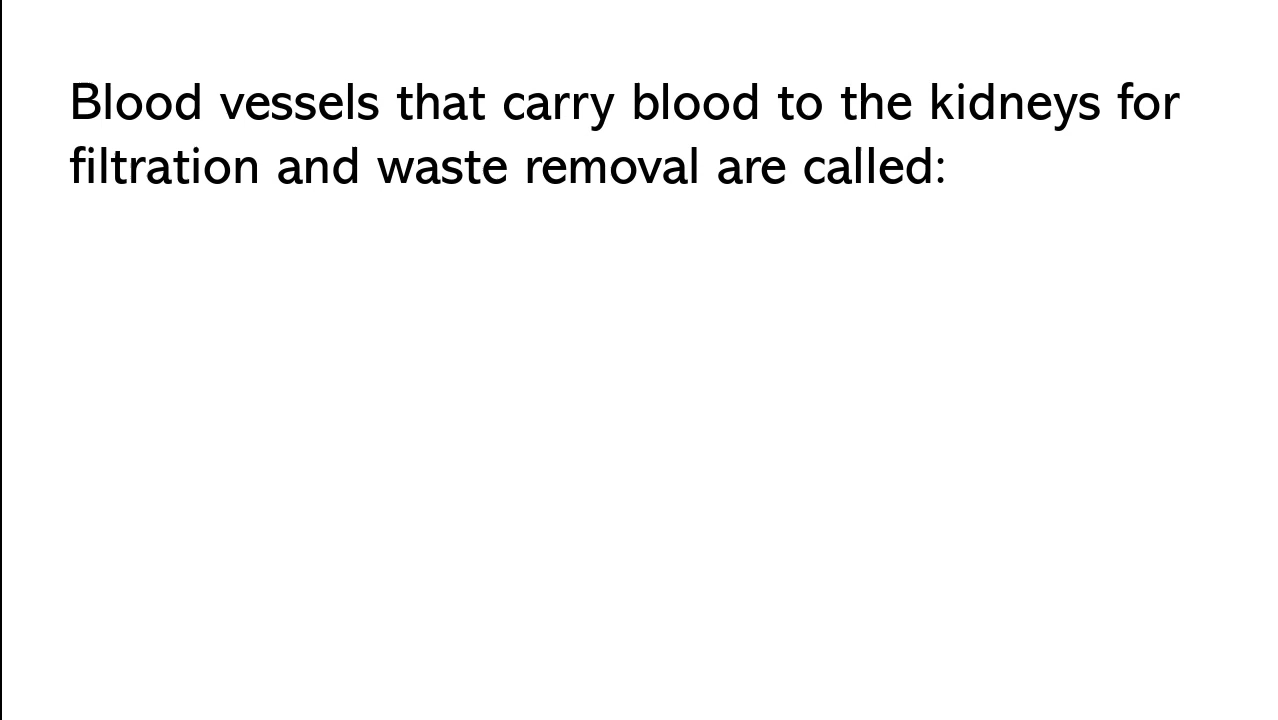 Blood vessels that carry blood to the kidneys for
filtration and waste removal are called: